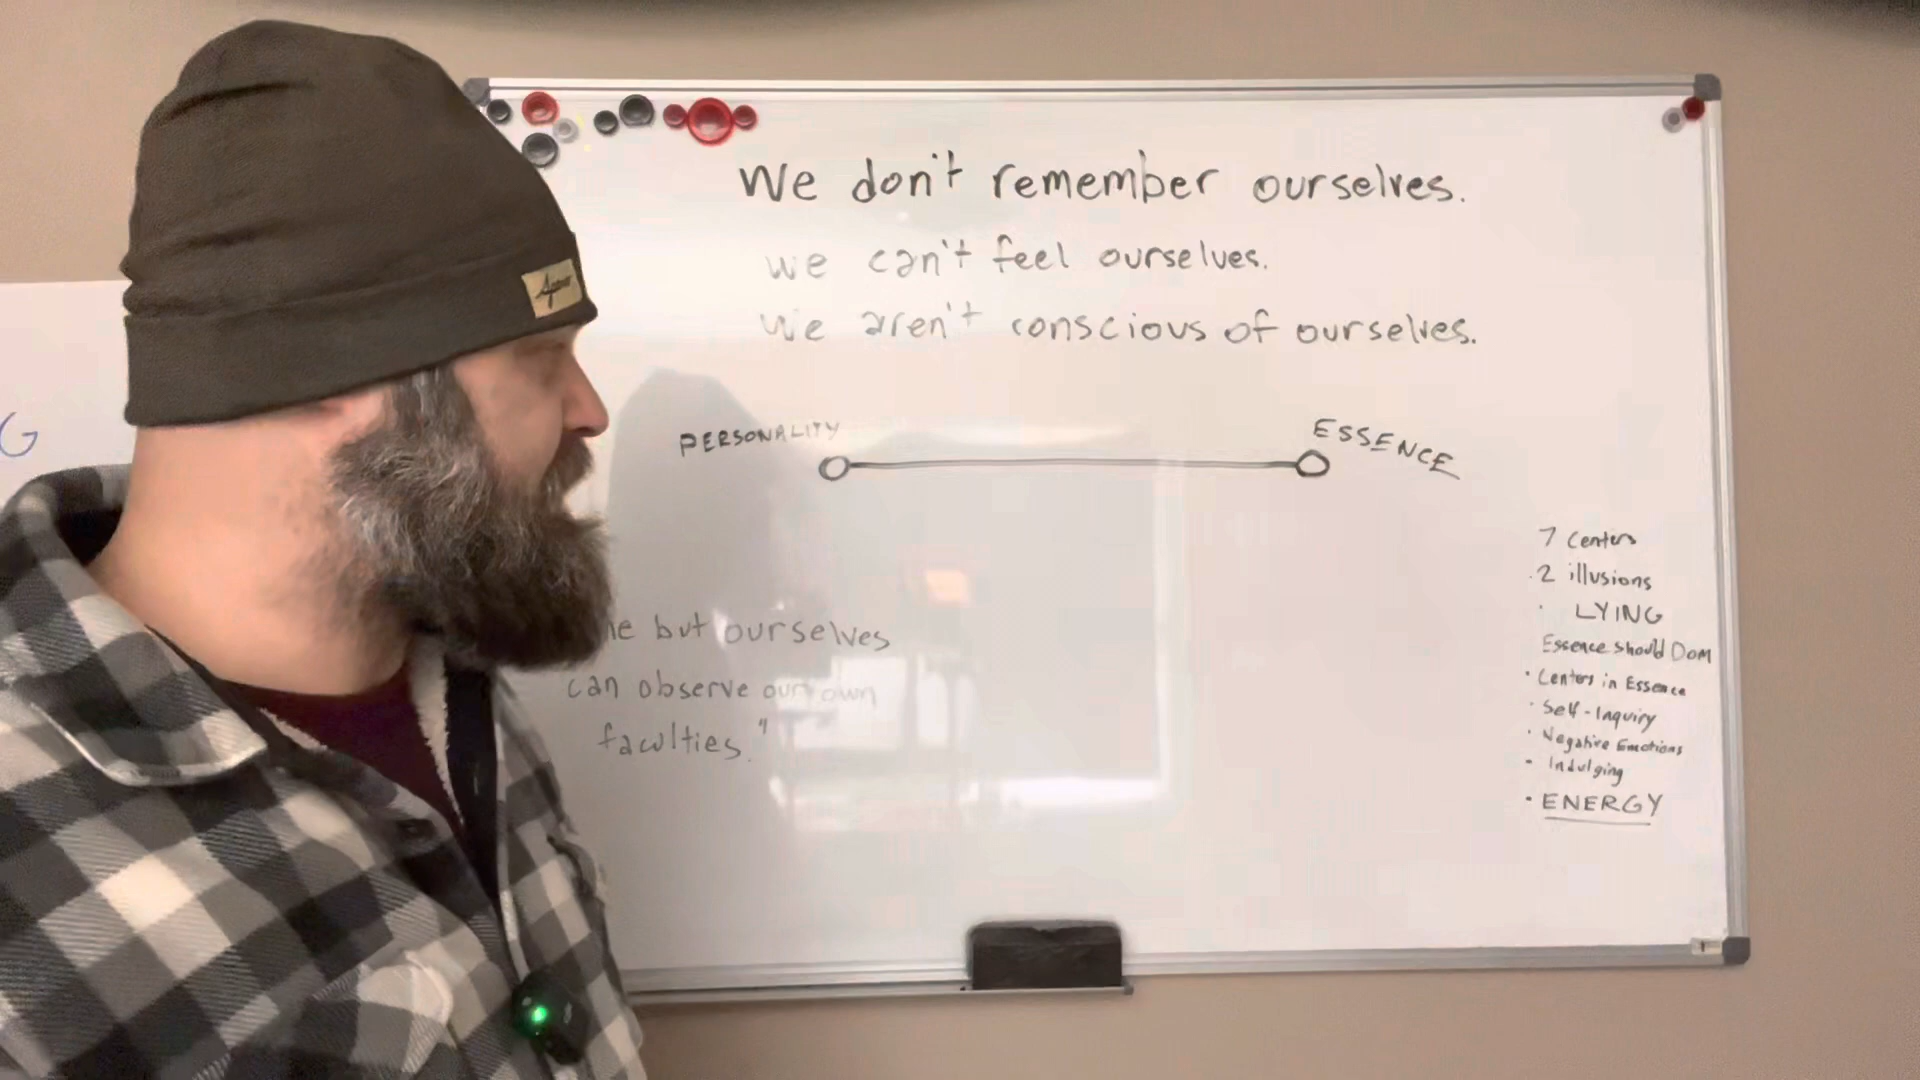 We don't remember ourselves.
we can't feel ourselves.
We aren't conscious of ourselves.
PERSONALITY
ESSENCE
but ourselves
can observe our own
faculties."
7 Centers
2 illusions
LYING
Essence should Dom
• Centers in Essence
• Self-Inquiry
• Negative Emotions
• Indulging
• ENERGY
G